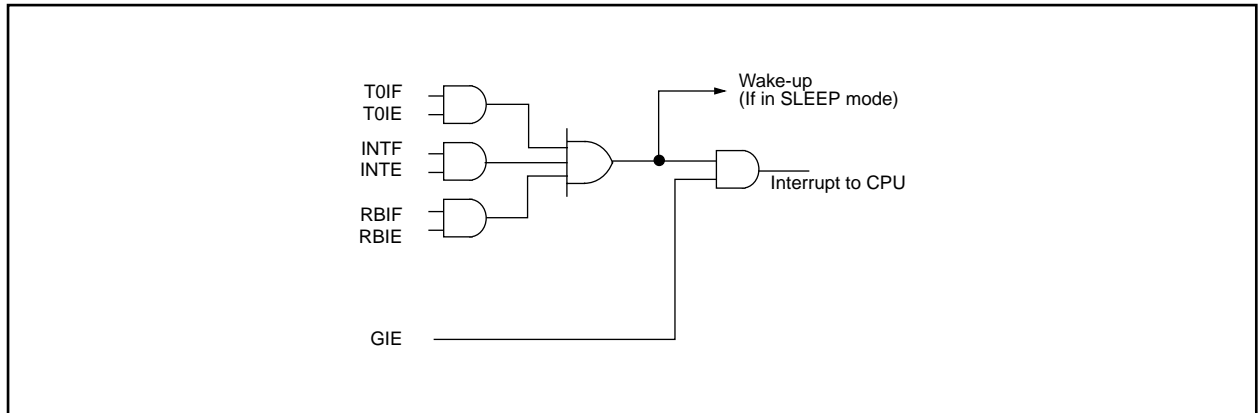 T0IF
T0IE
INTF
INTE
RBIF
RBIE
GIE
Wake-up
(If in SLEEP mode)
Interrupt to CPU